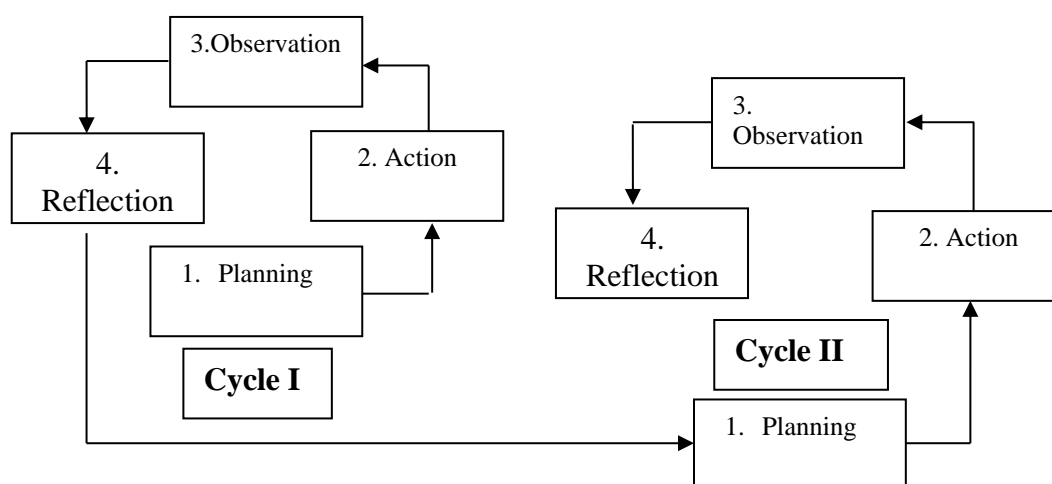 3.Observation
4.
Reflection
2. Action
1. Planning
Cycle I
3.
Observation
4.
Reflection
2. Action
Cycle II
1. Planning